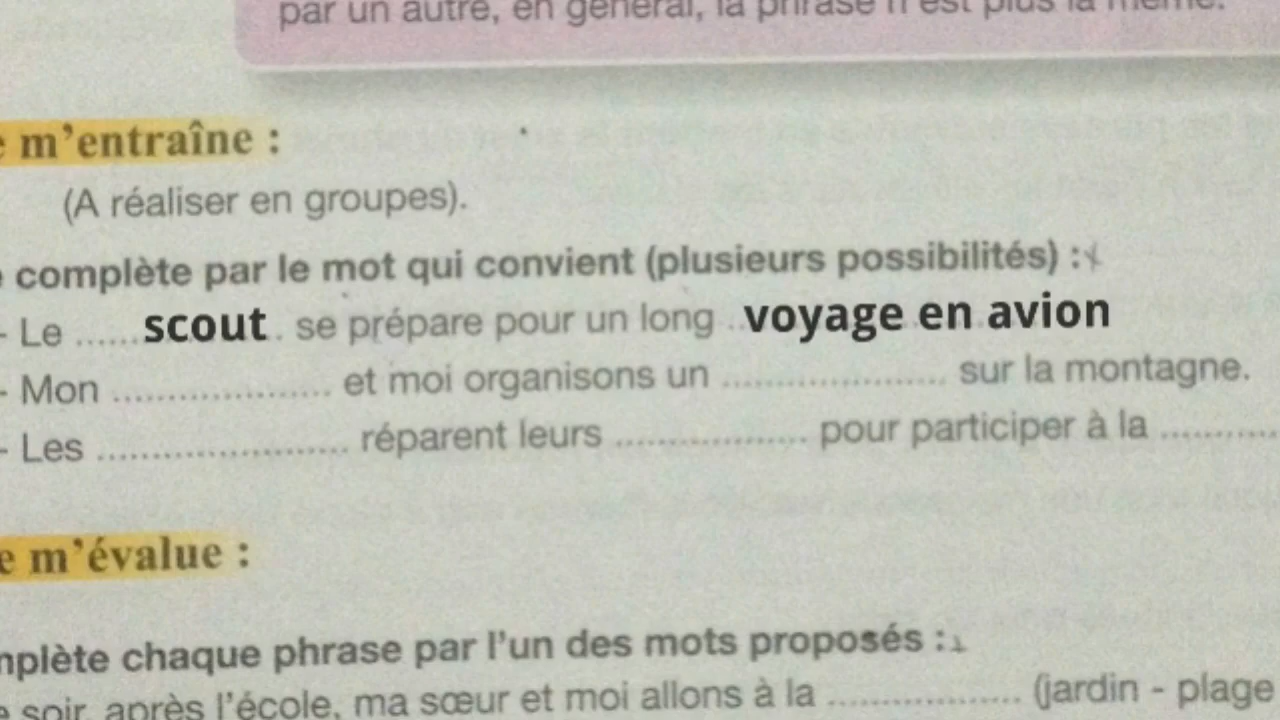 par un autre, en général, la phrase n'est plus la même.
m'entraîne :
(A réaliser en groupes).
complète par le mot qui convient (plusieurs possibilités) :
- Le ...... scout . se prépare pour un long .. voyage en avion
- Mon .................... et moi organisons un .................... sur la montagne.
- Les ....................... réparent leurs ................. pour participer à la ...........
m'évalue :
chaque phrase par l'un des mots proposés :
soir, après l'école, ma sœur et moi allons à la ................. (jardin - plage